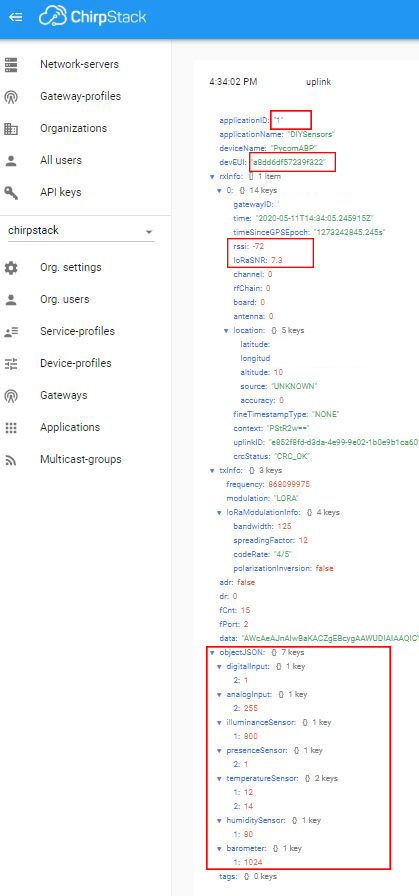 ChirpStack
Network-servers
Gateway-profiles
Organizations
All users
API keys
chirpstack
Org. settings
Org. users
Service-profiles
Device-profiles
Gateways
Applications
Multicast-groups
4:34:02 PM uplink
applicationID: "1"
applicationName: "DIYSensors"
deviceName: "PycomABP"
devEUI: "a8dd6df57239f322"
rxInfo: [] 1 item
0: {} 14 keys
gatewayID:
time: "2020-05-11T14:34:05.245915Z"
timeSinceGPSEpoch: "1273242845.245s"
rssi: -72
loRaSNR: 7.3
channel: 0
rfChain: 0
board: 0
antenna: 0
location: {} 5 keys
latitude:
longitud
altitude: 10
source: "UNKNOWN"
accuracy: 0
fineTimestampType: "NONE"
context: "PStR2w=="
uplinkID: "e852f8fd-d3da-4e99-9e02-1b0e9b1ca60
crcStatus: "CRC_OK"
txInfo: {} 3 keys
frequency: 868099975
modulation: "LORA"
loRaModulationInfo: {} 4 keys
bandwidth: 125
spreadingFactor: 12
codeRate: "4/5"
polarizationInversion: false
adr: false
dr: 0
fCnt: 15
fPort: 2
data: "AWcAeAJnAIwBaKACZgEBcygAAWUDIAIAAQICY
objectJSON: {} 7 keys
digitalInput: {} 1 key
2: 1
analogInput: {} 1 key
2: 255
illuminanceSensor: {} 1 key
1: 800
presenceSensor: {} 1 key
2: 1
temperatureSensor: {} 2 keys
1: 12
2: 14
humiditySensor: {} 1 key
1: 80
barometer: {} 1 key
1: 1024
tags: {} 0 keys